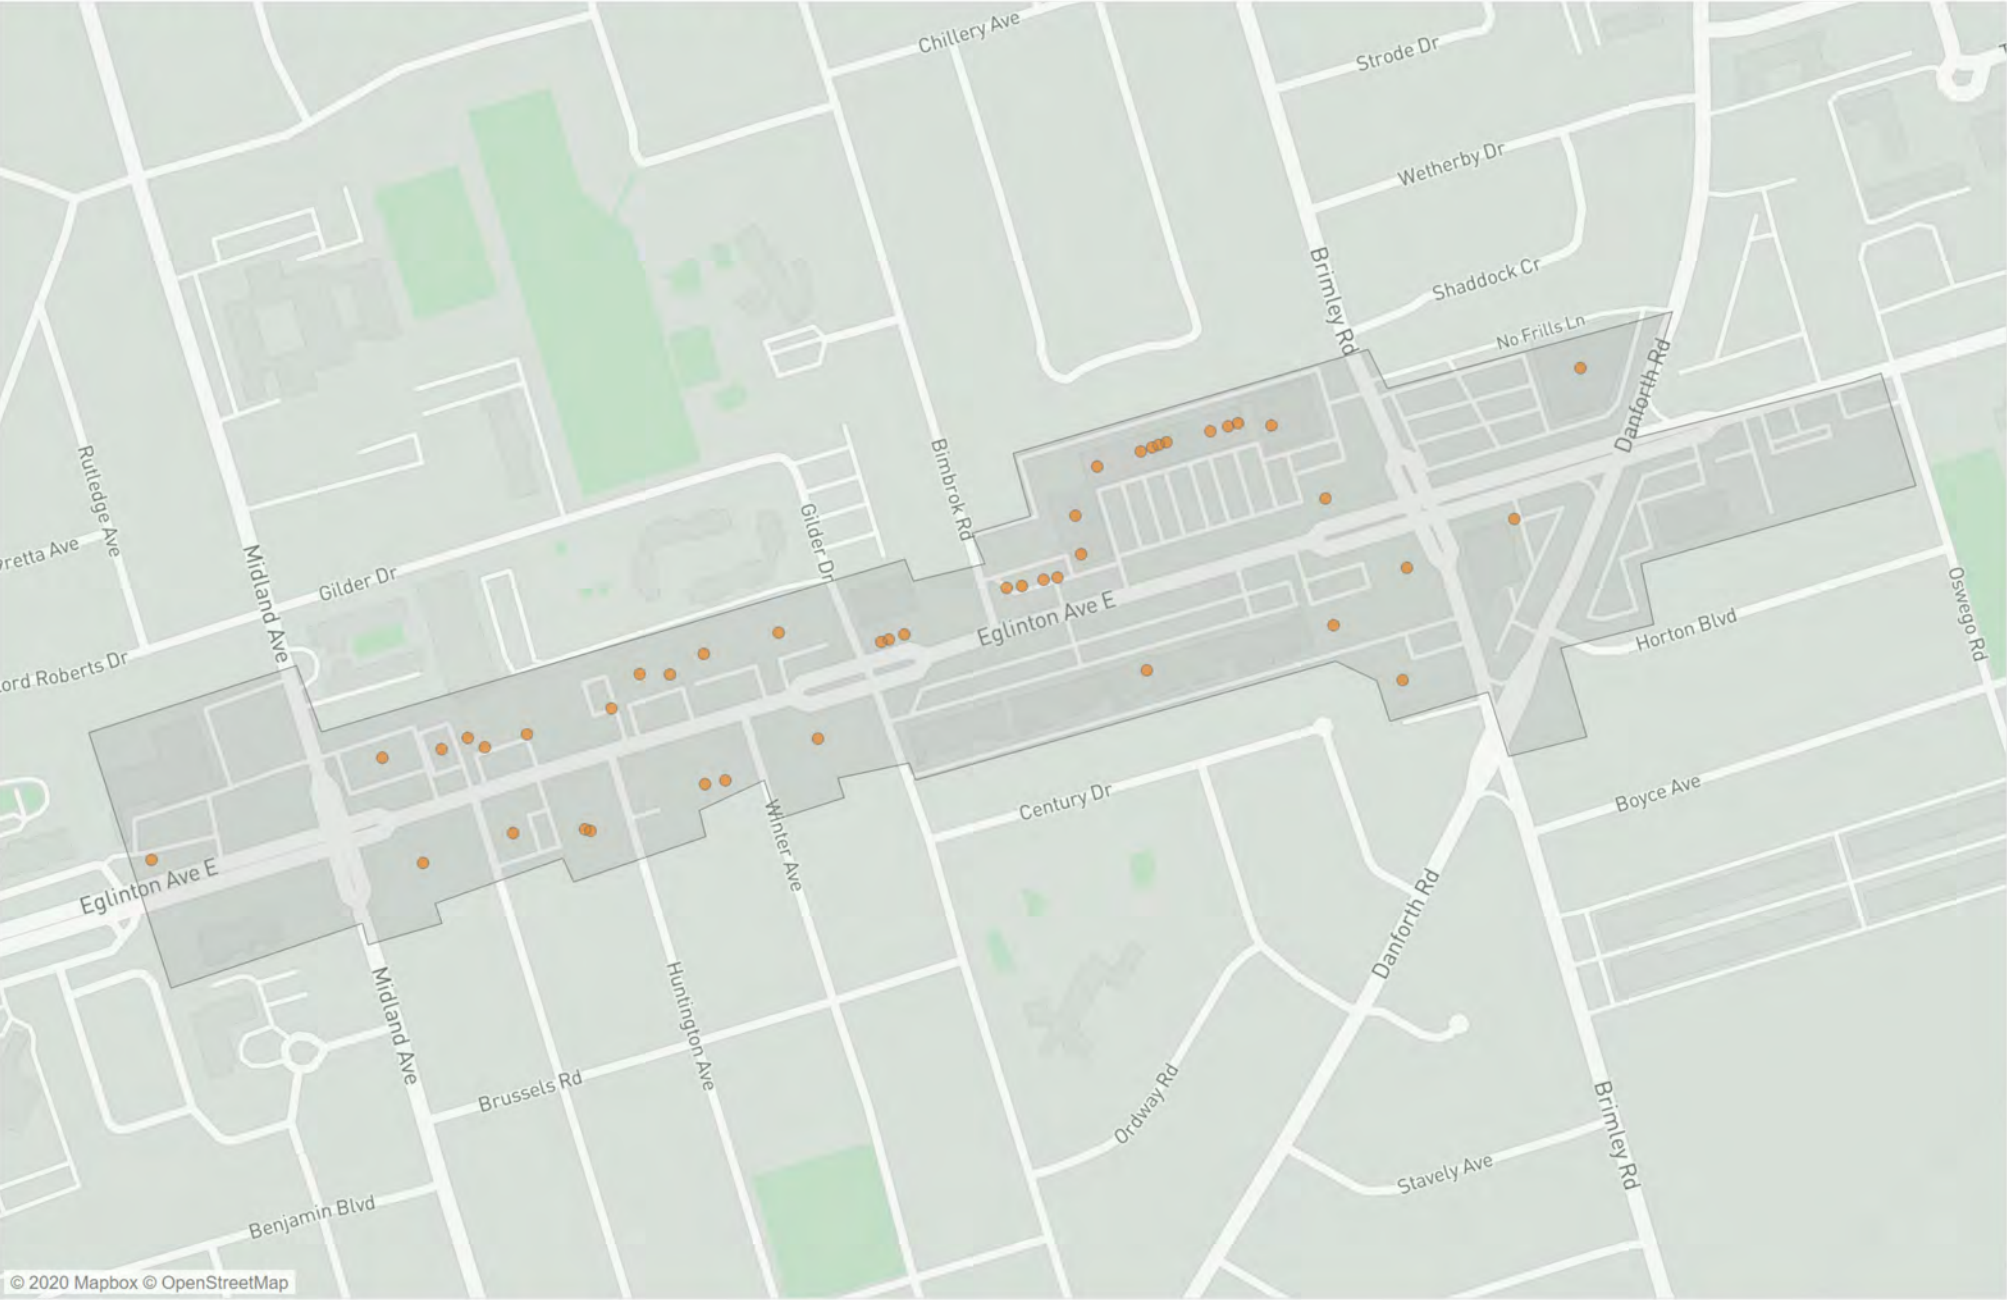 Chillery Ave
Strode Dr
Wetherby Dr
Brimley Rd
Shaddock Cr
No Frills Ln
Danforth Rd
Rutledge Ave
Bimbrok Rd
Gilder Dr
Midland Ave
Gilder Dr
Eglinton Ave E
Oswego Rd
Horton Blvd
ord Roberts Dr
Century Dr
Boyce Ave
Winter Ave
Eglinton Ave E
Danforth Rd
Midland Ave
Huntington Ave
Brussels Rd
Ordway Rd
Brimley Rd
Stavely Ave
Benjamin Blvd
© 2020 Mapbox © OpenStreetMap